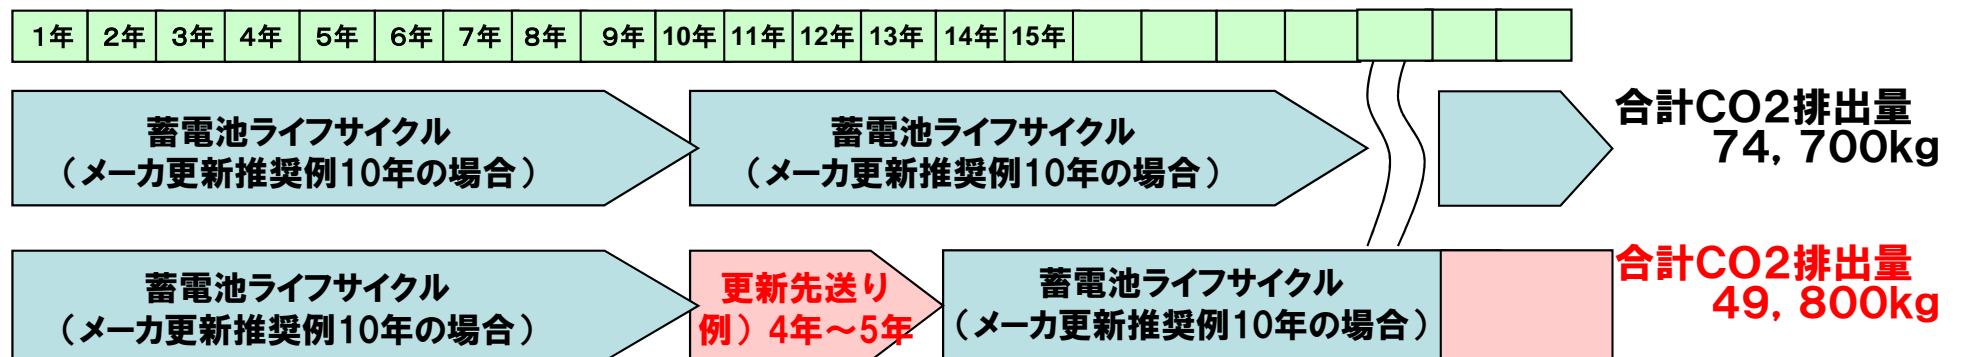 1年 2年 3年 4年 5年 6年 7年 8年 9年 10年 11年 12年 13年 14年 15年
蓄電池ライフサイクル
（メーカ更新推奨例10年の場合）
蓄電池ライフサイクル
（メーカ更新推奨例10年の場合）
合計CO2排出量
74，700kg
蓄電池ライフサイクル
（メーカ更新推奨例10年の場合）
更新先送り
例）4年～5年
蓄電池ライフサイクル
（メーカ更新推奨例10年の場合）
合計CO2排出量
49，800kg